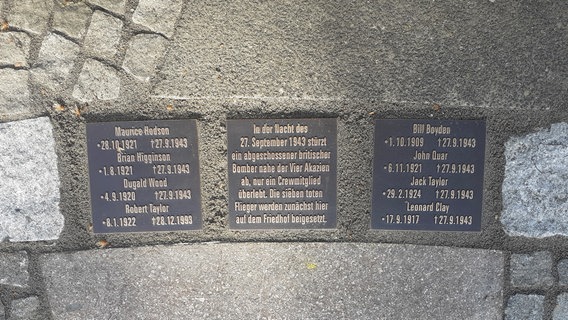 Maurice Hodson
*28.10.1921 †27.9.1943
Brian Higginson
*1.8.1921 †27.9.1943
Dugald Wood
*4.9.1920 †27.9.1943
Robert Taylor
*8.1.1922 †28.12.1993
In der Nacht des
27. September 1943 stürzt
ein abgeschossener britischer
Bomber nahe der Vier Akazien
ab, nur ein Crewmitglied
überlebt. Die sieben toten
Flieger werden zunächst hier
auf dem Friedhof beigesetzt.
Bill Boyden
*1.10.1909 †27.9.1943
John Quar
*6.11.1921 †27.9.1943
Jack Taylor
*29.2.1924 †27.9.1943
Leonard Clay
*17.9.1917 †27.9.1943